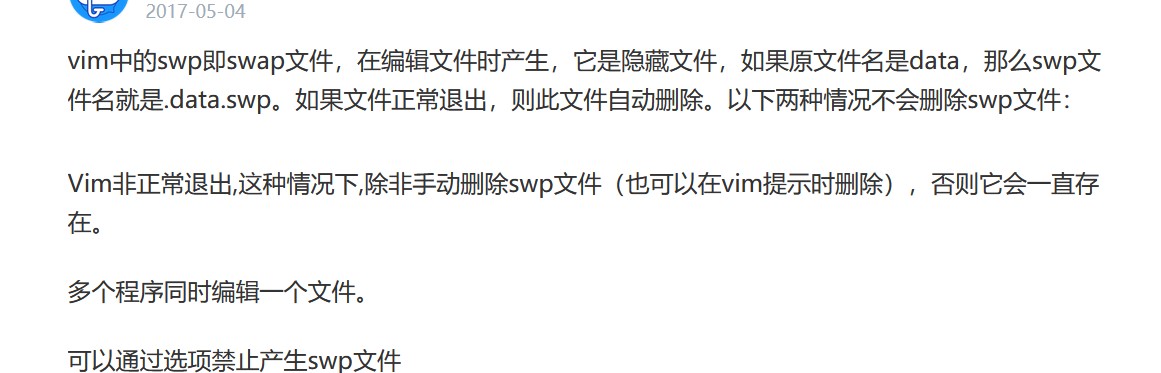 2017-05-04
vim中的swp即swap文件，在编辑文件时产生，它是隐藏文件，如果原文件名是data，那么swp文
件名就是.data.swp。如果文件正常退出，则此文件自动删除。以下两种情况不会删除swp文件：
Vim非正常退出,这种情况下,除非手动删除swp文件（也可以在vim提示时删除），否则它会一直存
在。
多个程序同时编辑一个文件。
可以通过选项禁止产生swp文件